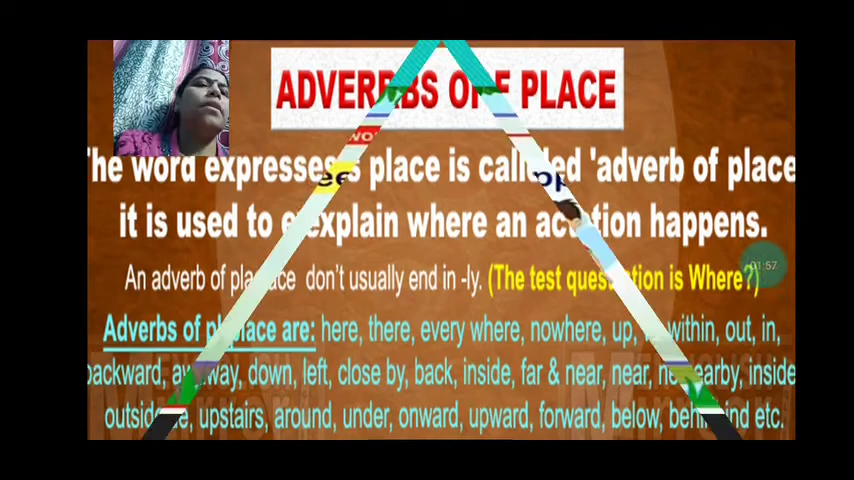 ADVERBS OF PLACE
The word expresses place is called 'adverb of place
it is used to explain where an action happens.
An adverb of place don't usually end in -ly. (The test question is Where?)
01:57
Adverbs of place are: here, there, every where, nowhere, up, within, out, in,
backward, away, down, left, close by, back, inside, far & near, near, nearby, inside
outside, upstairs, around, under, onward, upward, forward, below, behind etc.